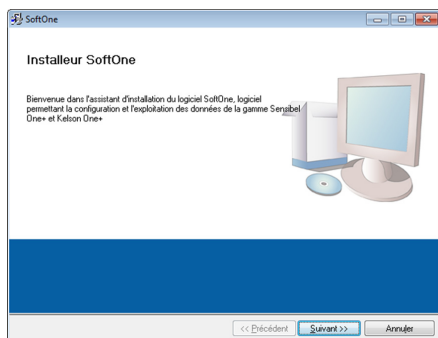 SoftOne
Installeur SoftOne
Bienvenue dans l'assistant d'installation du logiciel SoftOne, logiciel
permettant la configuration et l'exploitation des données de la gamme Sensibel
One+ et Kelson One+
<< Précédent
Suivant >>
Annuler